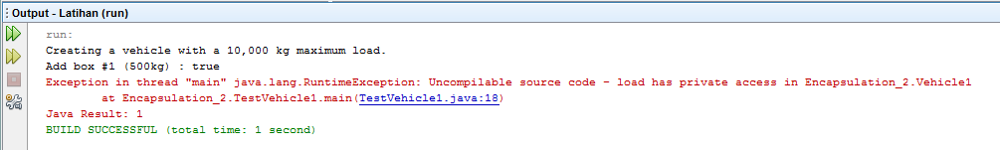 Output - Latihan (run)
run:
Creating a vehicle with a 10,000 kg maximum load.
Add box #1 (500kg) : true
Exception in thread "main" java.lang.RuntimeException: Uncompilable source code - load has private access in Encapsulation_2.Vehicle1
at Encapsulation_2.TestVehicle1.main(TestVehicle1.java:18)
Java Result: 1
BUILD SUCCESSFUL (total time: 1 second)